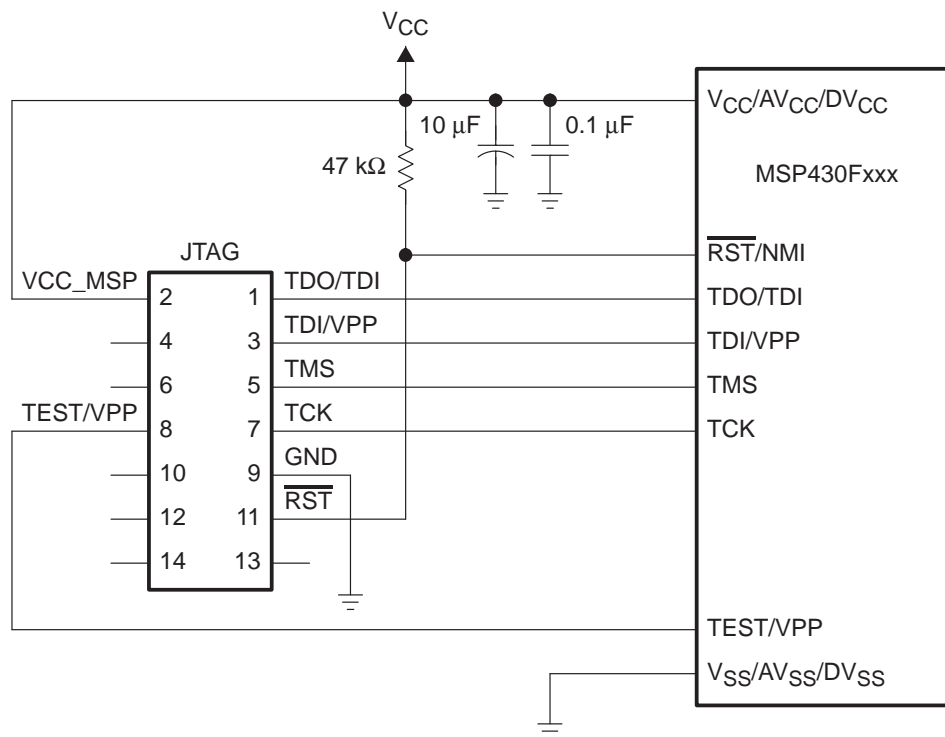 VCC
VCC/AVCC/DVCC
10 μF
0.1 μF
47 kΩ
MSP430Fxxx
JTAG
RST/NMI
VCC_MSP
2
1
TDO/TDI
TDO/TDI
4
3
TDI/VPP
TDI/VPP
6
5
TMS
TMS
TEST/VPP
8
7
TCK
TCK
10
9
GND
12
11
RST
14
13
TEST/VPP
VSS/AVSS/DVSS